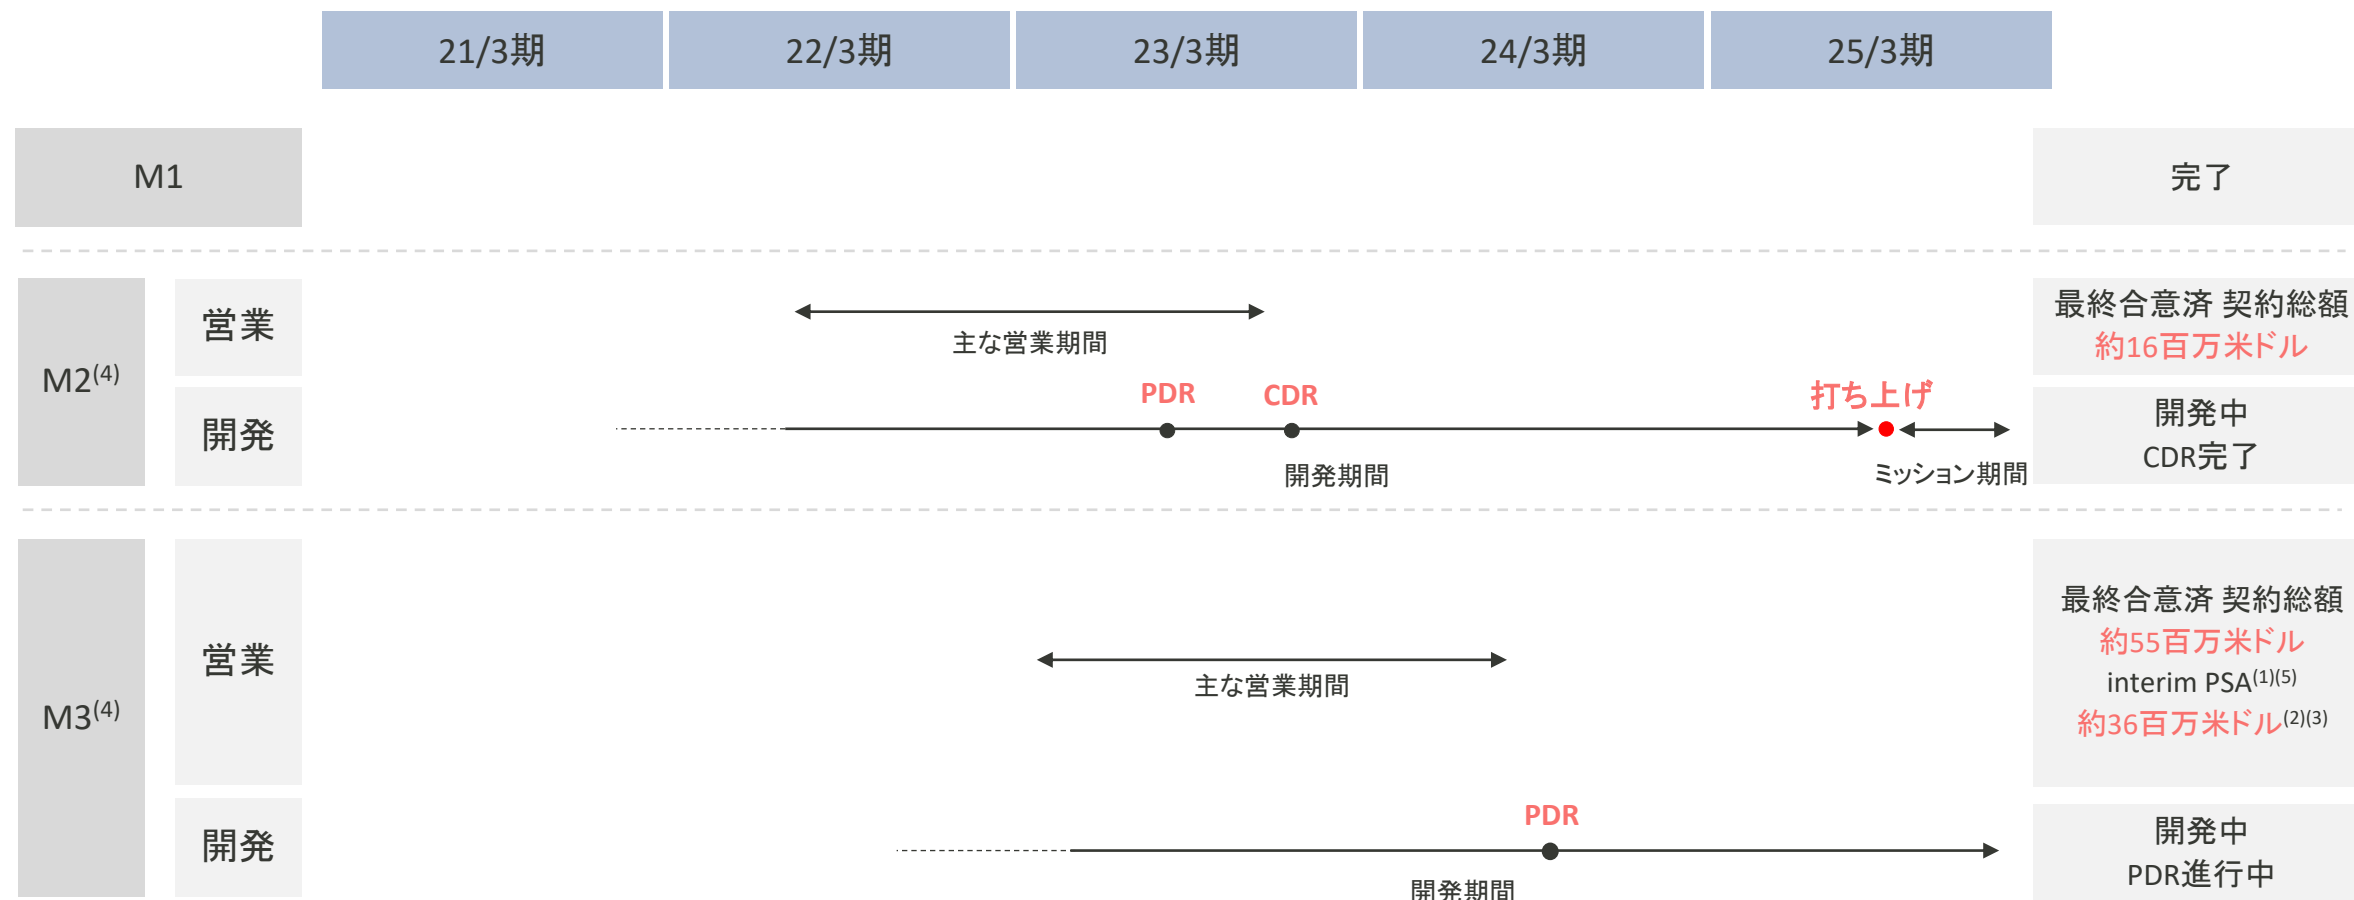 21/3期
22/3期
23/3期
24/3期
25/3期
M1
完了
M2(4)
営業
主な営業期間
最終合意済 契約総額
約16百万米ドル
開発
PDR
CDR
打ち上げ
開発期間
ミッション期間
開発中
CDR完了
M3(4)
営業
主な営業期間
最終合意済 契約総額
約55百万米ドル
interim PSA(1)(5)
約36百万米ドル(2)(3)
開発
PDR
開発期間
開発中
PDR進行中